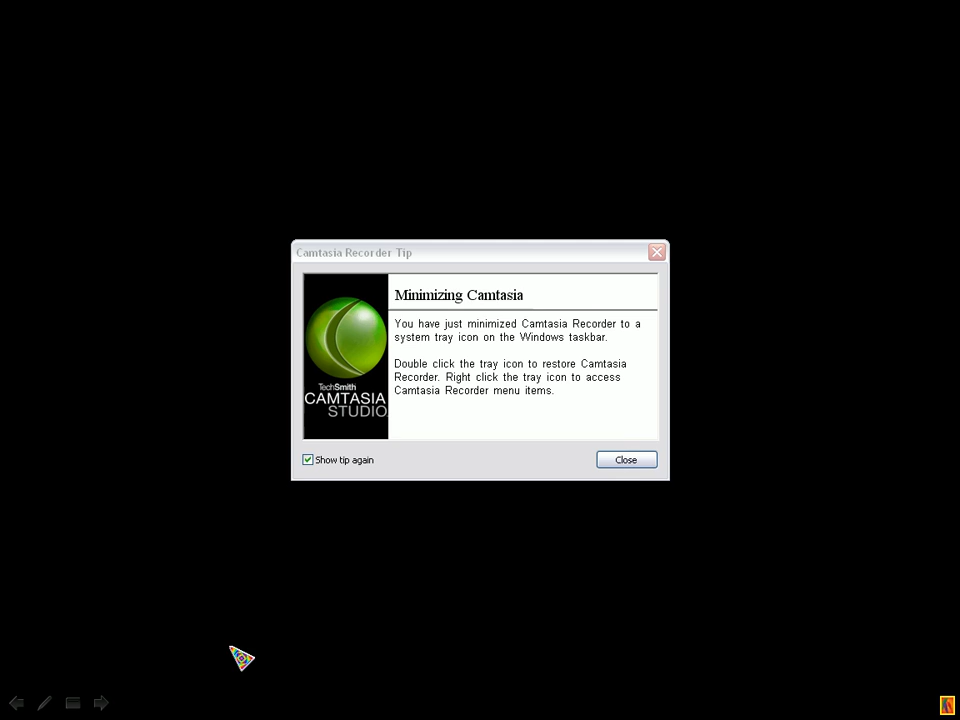 Camtasia Recorder Tip
Minimizing Camtasia
You have just minimized Camtasia Recorder to a
system tray icon on the Windows taskbar.
Double click the tray icon to restore Camtasia
Recorder. Right click the tray icon to access
Camtasia Recorder menu items.
TechSmith
CAMTASIA
STUDIO
Show tip again
Close